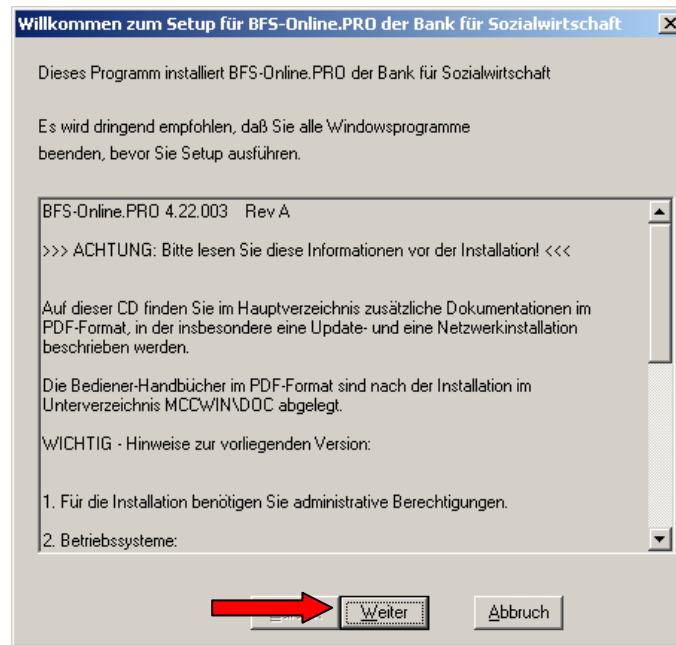 Willkommen zum Setup für BFS-Online.PRO der Bank für Sozialwirtschaft
Dieses Programm installiert BFS-Online.PRO der Bank für Sozialwirtschaft
Es wird dringend empfohlen, daß Sie alle Windowsprogramme
beenden, bevor Sie Setup ausführen.
BFS-Online.PRO 4.22.003 Rev A
>>> ACHTUNG: Bitte lesen Sie diese Informationen vor der Installation! <<<
Auf dieser CD finden Sie im Hauptverzeichnis zusätzliche Dokumentationen im
PDF-Format, in der insbesondere eine Update- und eine Netzwerkinstallation
beschrieben werden.
Die Bediener-Handbücher im PDF-Format sind nach der Installation im
Unterverzeichnis MCCWIN\DOC abgelegt.
WICHTIG - Hinweise zur vorliegenden Version:
1. Für die Installation benötigen Sie administrative Berechtigungen.
2. Betriebssysteme:
Weiter Abbruch